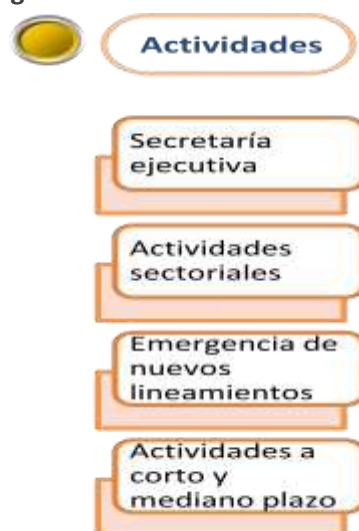 Actividades
Secretaría
ejecutiva
Actividades
sectoriales
Emergencia de
nuevos
lineamientos
Actividades a
corto y
mediano plazo